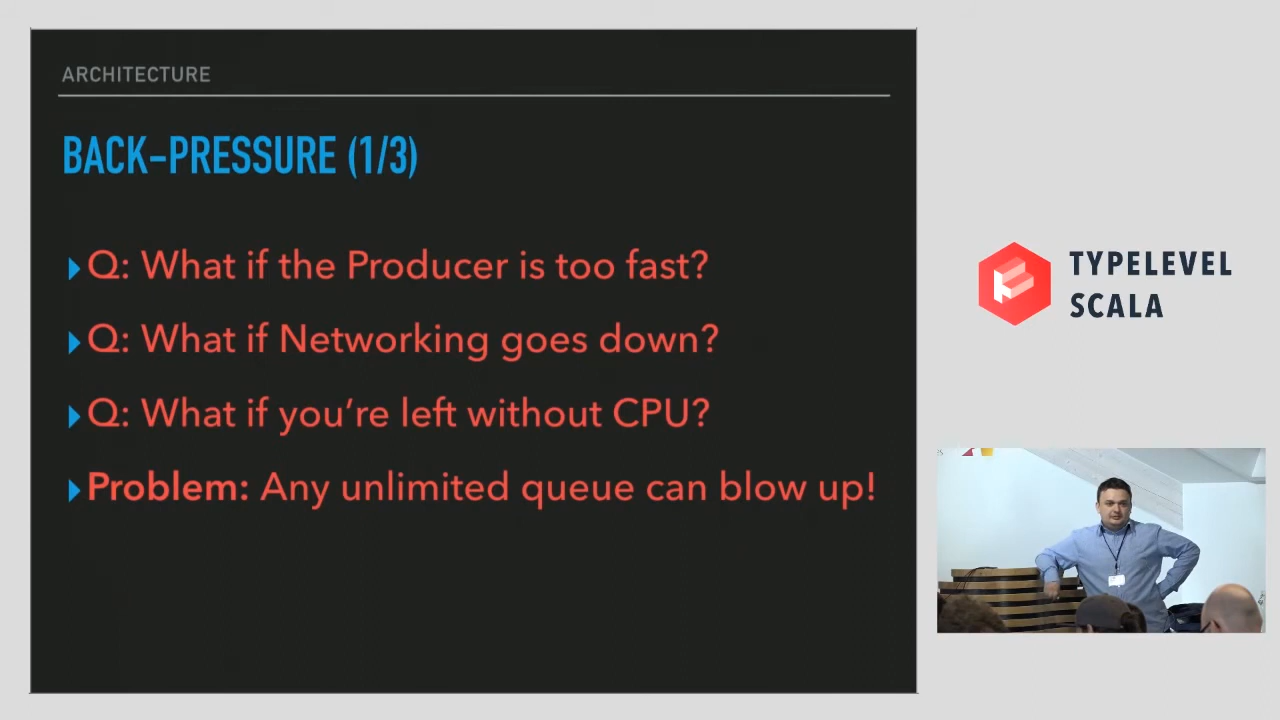 ARCHITECTURE
BACK-PRESSURE (1/3)
Q: What if the Producer is too fast?
Q: What if Networking goes down?
Q: What if you’re left without CPU?
Problem: Any unlimited queue can blow up!
TYPELEVEL
SCALA